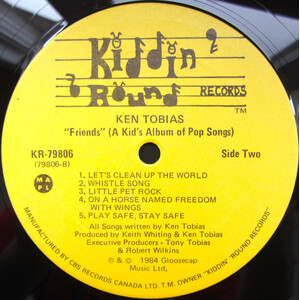 Kiddin
Round
RECORDS
TM
KEN TOBIAS
"Friends" (A Kid's Album of Pop Songs)
KR-79806
(79806-B)
Side Two
M A
P L
1. LET'S CLEAN UP THE WORLD
2. WHISTLE SONG
3. LITTLE PET ROCK
4. ON A HORSE NAMED FREEDOM
WITH WINGS
5. PLAY SAFE, STAY SAFE
All Songs written by Ken Tobias
Produced by Keith Whiting & Ken Tobias
Executive Producers - Tony Tobias
& Robert Wilkins
℗ & © 1984 Gloosecap
Music Ltd,
MANUFACTURED BY CBS RECORDS CANADA LTD. T.M. OWNER "KIDDIN' 'ROUND RECORDS"